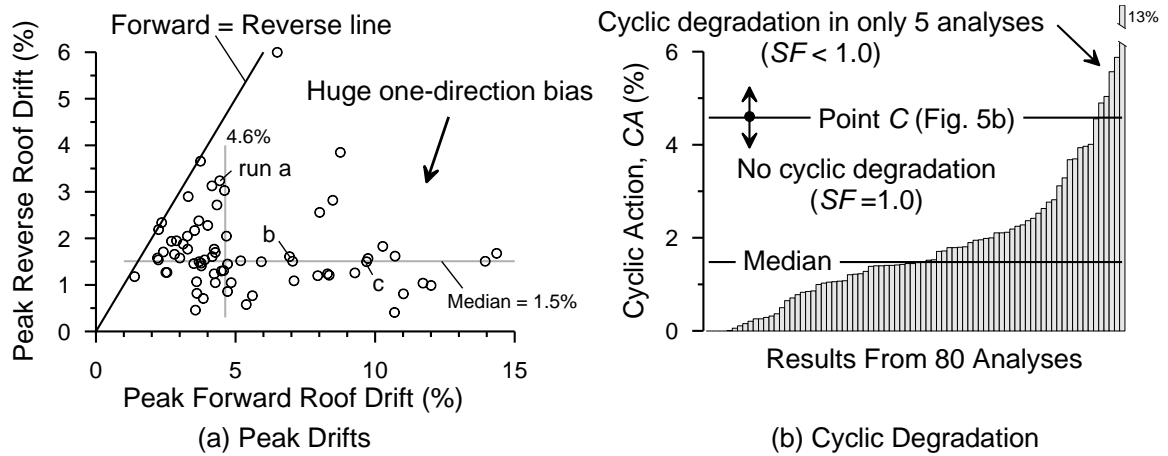 Forward = Reverse line
Peak Reverse Roof Drift (%)
6
5
4
3
2
1
0
4.6%
Huge one-direction bias
run a
b
c
Median = 1.5%
0
5
10
15
Peak Forward Roof Drift (%)
(a) Peak Drifts
Cyclic degradation in only 5 analyses
(SF < 1.0)
13%
Cyclic Action, CA (%)
6
4
2
0
Point C (Fig. 5b)
No cyclic degradation
(SF =1.0)
Median
Results From 80 Analyses
(b) Cyclic Degradation